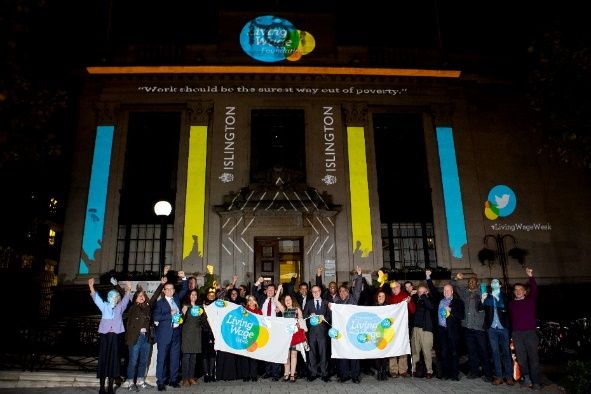 Living
Wage
Foundation
"Work should be the surest way out of poverty."
ISLINGTON
ISLINGTON
#LivingWageWeek
Living
Wage
Living
Wage